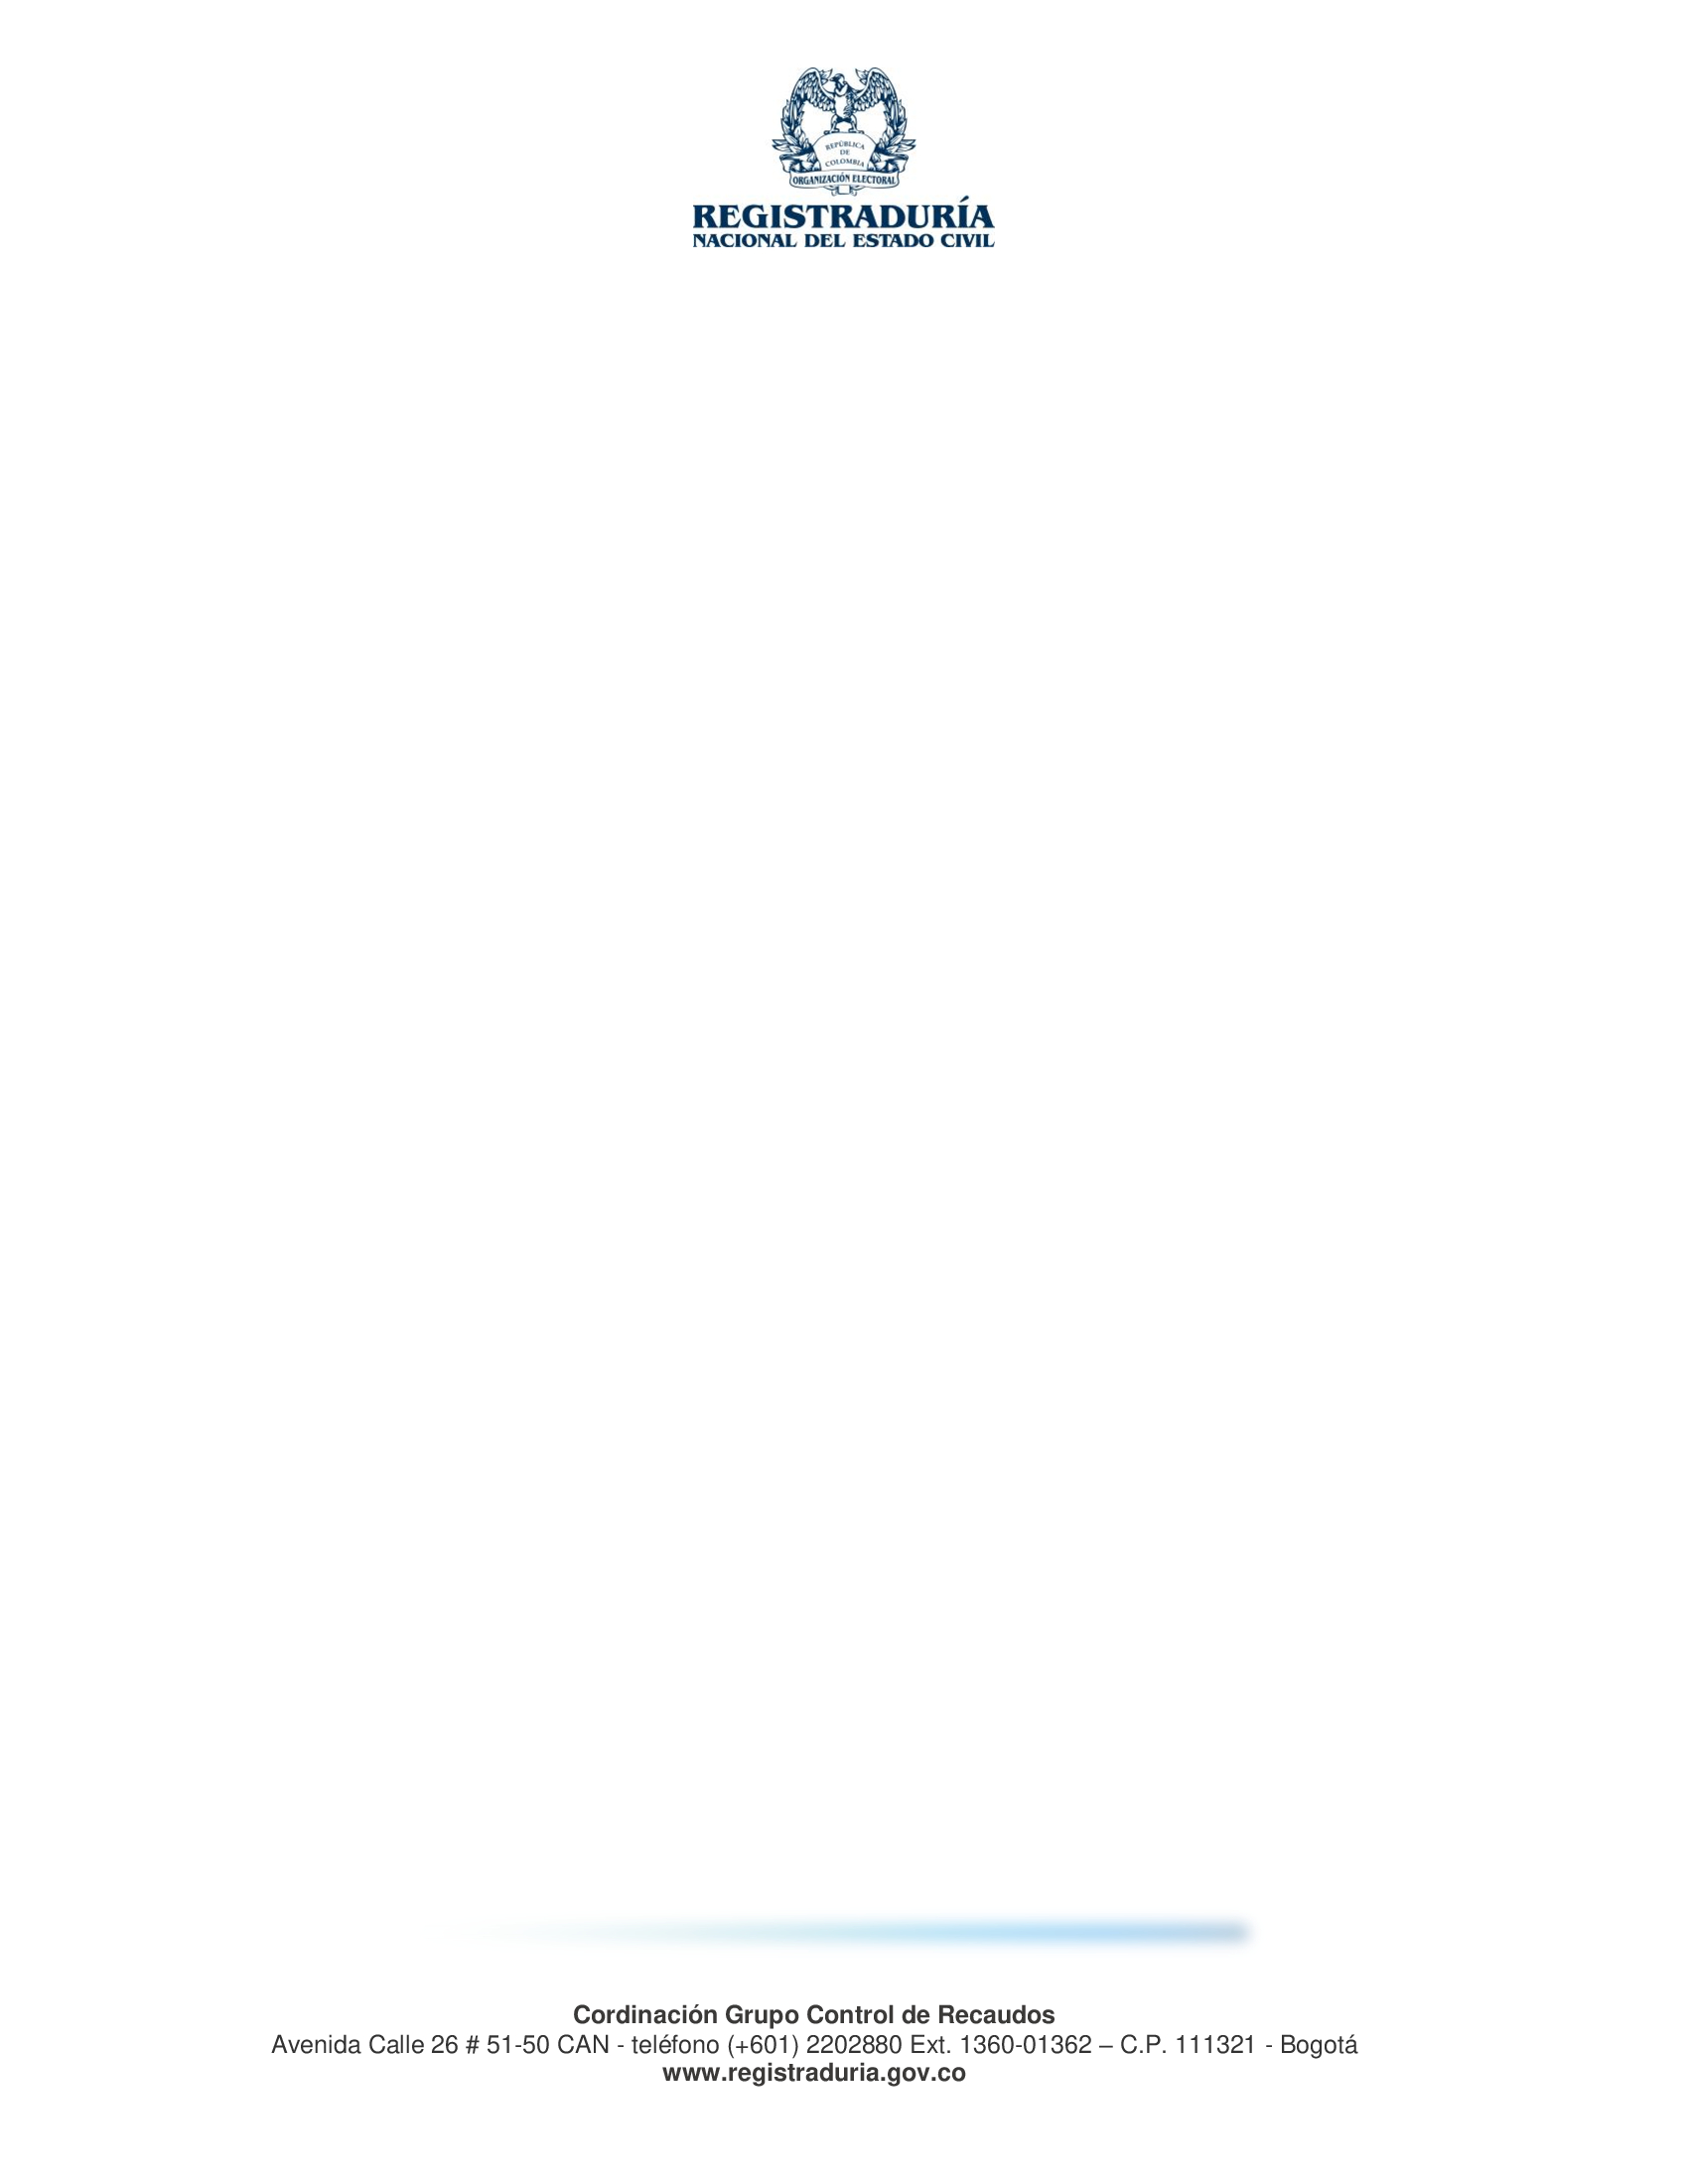 REPÚBLICA
DE
COLOMBIA
ORGANIZACIÓN ELECTORAL
REGISTRADURÍA
NACIONAL DEL ESTADO CIVIL
Cordinación Grupo Control de Recaudos
Avenida Calle 26 # 51-50 CAN - teléfono (+601) 2202880 Ext. 1360-01362 – C.P. 111321 - Bogotá
www.registraduria.gov.co